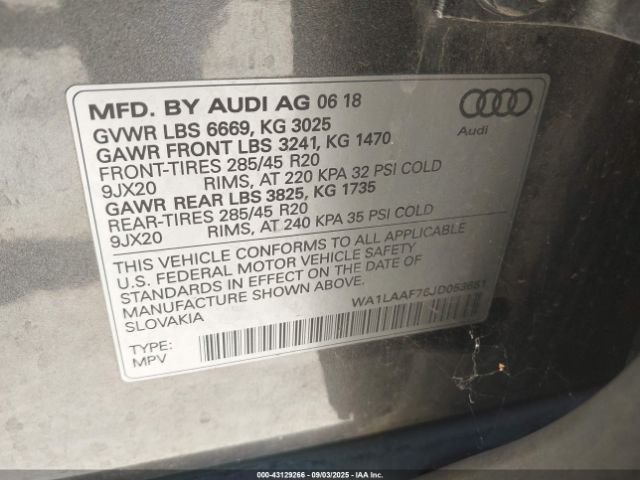 MFD. BY AUDI AG 06 18
GVWR LBS 6669, KG 3025
GAWR FRONT LBS 3241, KG 1470
FRONT-TIRES 285/45 R20
9JX20 RIMS, AT 220 KPA 32 PSI COLD
GAWR REAR LBS 3825, KG 1735
REAR-TIRES 285/45 R20
9JX20 RIMS, AT 240 KPA 35 PSI COLD
THIS VEHICLE CONFORMS TO ALL APPLICABLE
U.S. FEDERAL MOTOR VEHICLE SAFETY
STANDARDS IN EFFECT ON THE DATE OF
MANUFACTURE SHOWN ABOVE.
SLOVAKIA
WA1LAAF76JD053651
TYPE:
MPV
Audi
00-43129266 - 09/03/2025 - IAA Inc.